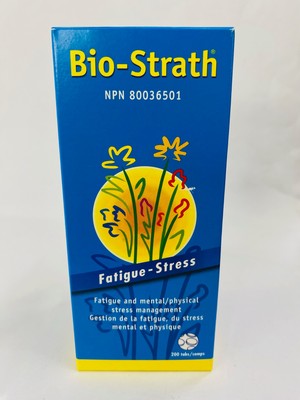 Bio-Strath®
NPN 80036501
Fatigue-Stress
Fatigue and mental/physical
stress management
Gestion de la fatigue, du stress
mental et physique
200 tabs/comps